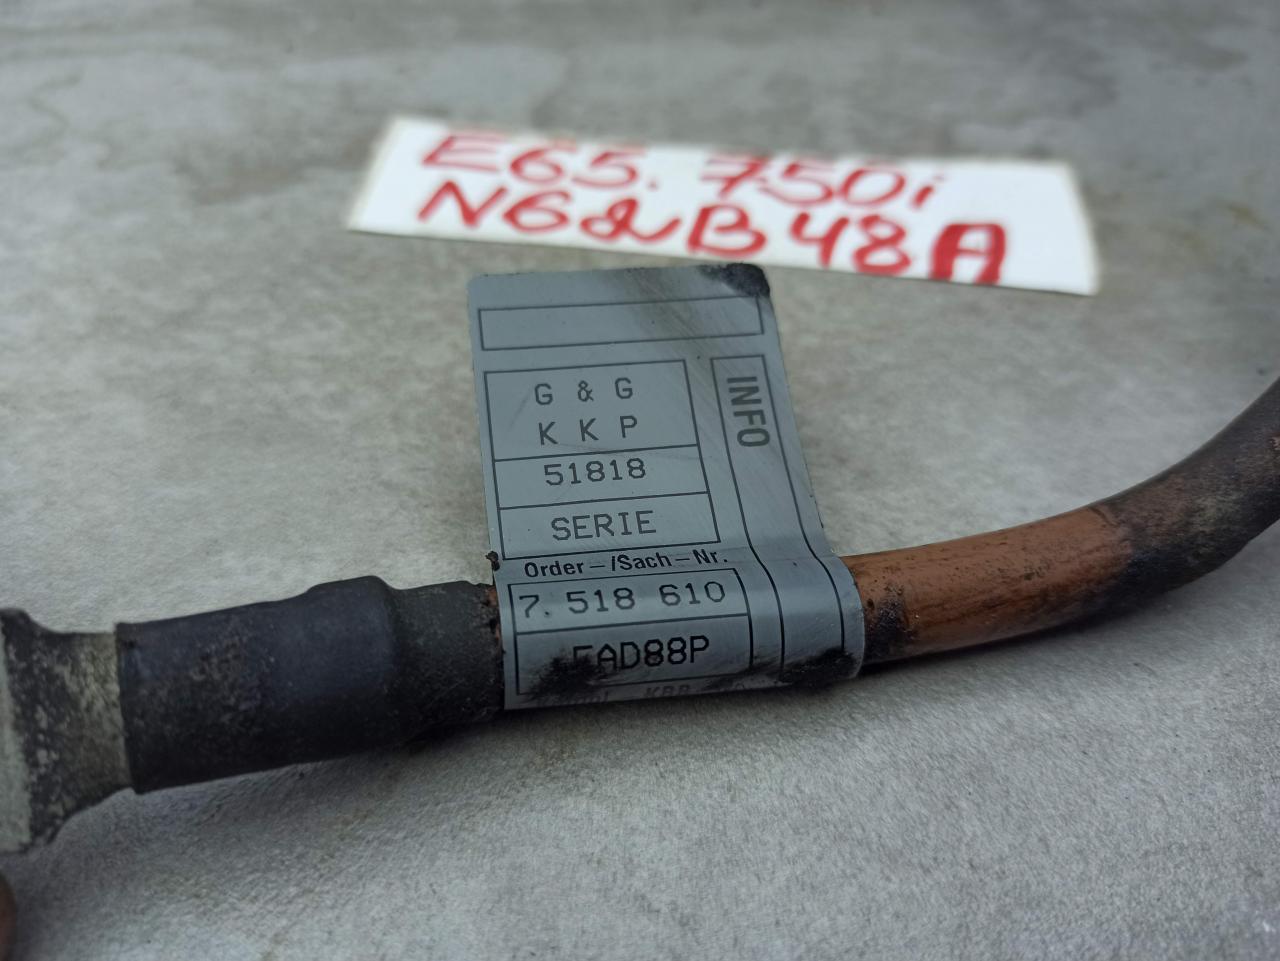 E65. 750i
N62B48A
G & G
K K P
INFO
51818
SERIE
Order-/Sach-Nr.
7. 518 610
EAD88P